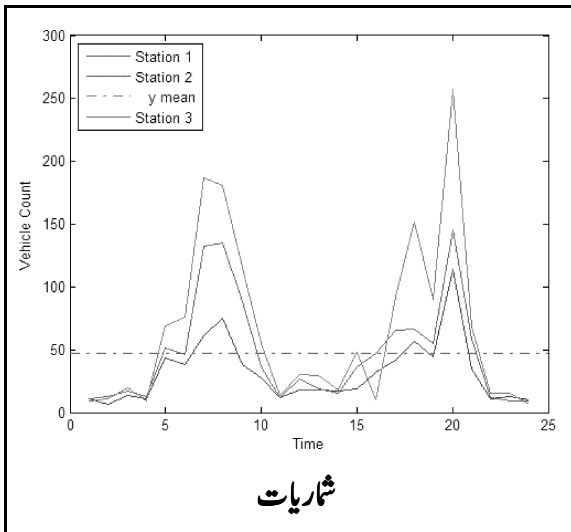 300
250
200
150
100
50
0
Vehicle Count
Station 1
Station 2
y mean
Station 3
0 5 10 15 20 25
Time
شماریات